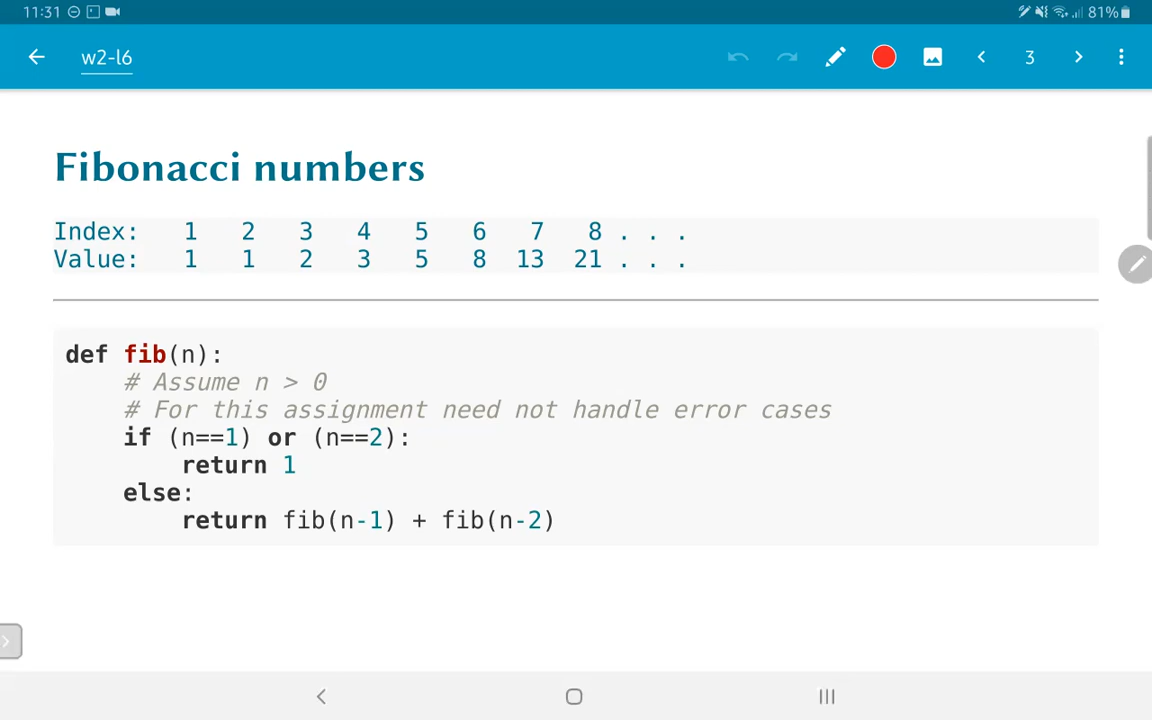 11:31 81%
w2-l6 3
Fibonacci numbers
Index: 1 2 3 4 5 6 7 8 . . .
Value: 1 1 2 3 5 8 13 21 . . .
def fib(n):
# Assume n > 0
# For this assignment need not handle error cases
if (n==1) or (n==2):
return 1
else:
return fib(n-1) + fib(n-2)